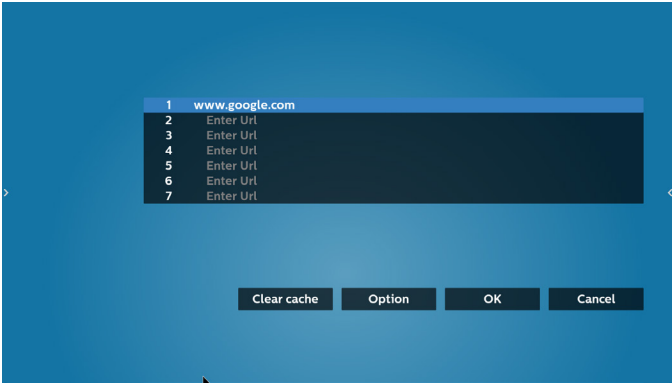 1 www.google.com
2 Enter Url
3 Enter Url
4 Enter Url
5 Enter Url
6 Enter Url
7 Enter Url
Clear cache Option OK Cancel